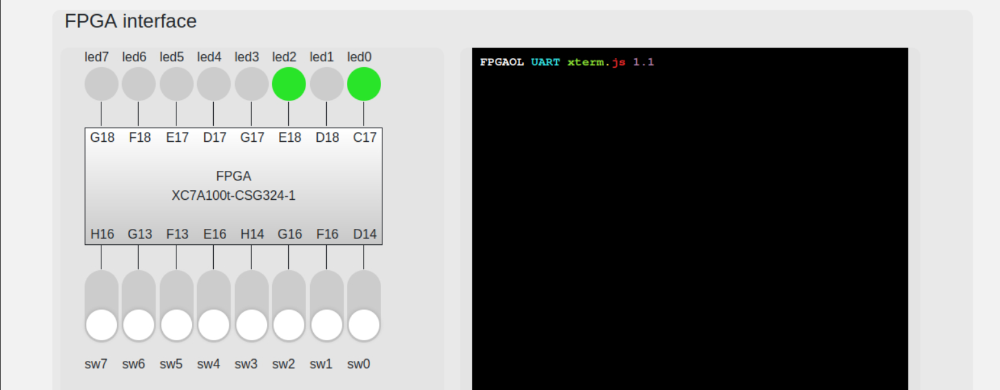 FPGA interface
led7 led6 led5 led4 led3 led2 led1 led0
FPGAOL UART xterm.js 1.1
G18 F18 E17 D17 G17 E18 D18 C17
FPGA
XC7A100t-CSG324-1
H16 G13 F13 E16 H14 G16 F16 D14
sw7 sw6 sw5 sw4 sw3 sw2 sw1 sw0